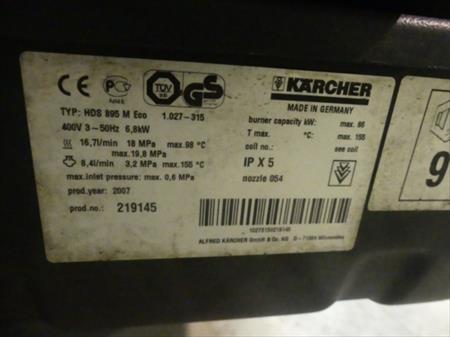 CE TÜV GS KÄRCHER
MADE IN GERMANY
TYP: HDS 895 M Eco 1.027-315
400V 3~50Hz 6,8kW
16,7l/min 18 MPa max.98 °C
max.19,8 MPa
8,4l/min 3,2 MPa max.155 °C
max.inlet pressure: max. 0,6 MPa
prod.year: 2007
prod.no.: 219145
burner capacity kW: max. 86
T max. °C: max. 155
coil no.: see coil
IP X 5
nozzle 054
ALFRED KÄRCHER GmbH & Co. KG
9